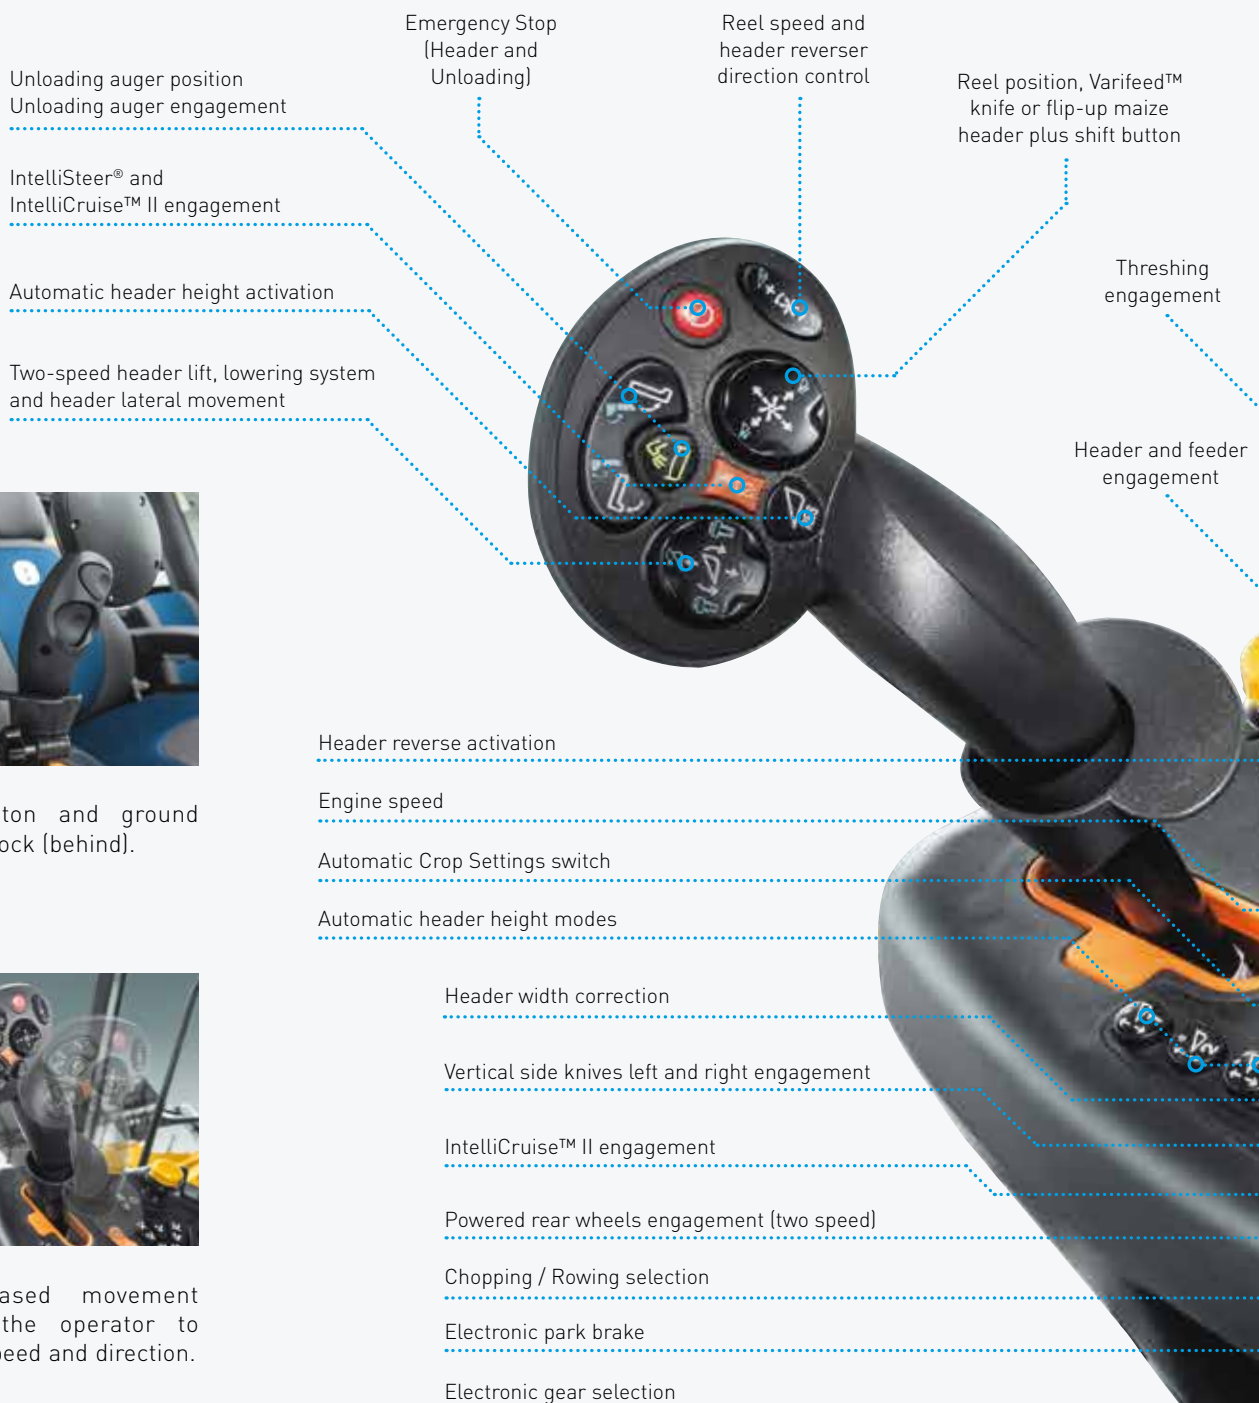 Emergency Stop
(Header and
Unloading)
Reel speed and
header reverser
direction control
Unloading auger position
Unloading auger engagement
Reel position, Varifeed™
knife or flip-up maize
header plus shift button
IntelliSteer® and
IntelliCruise™ II engagement
Automatic header height activation
Threshing
engagement
Two-speed header lift, lowering system
and header lateral movement
Header and feeder
engagement
Header reverse activation
ton and ground
ock (behind).
Engine speed
Automatic Crop Settings switch
Automatic header height modes
Header width correction
Vertical side knives left and right engagement
IntelliCruise™ II engagement
Powered rear wheels engagement (two speed)
Chopping / Rowing selection
Electronic park brake
Electronic gear selection
ased movement
the operator to
peed and direction.